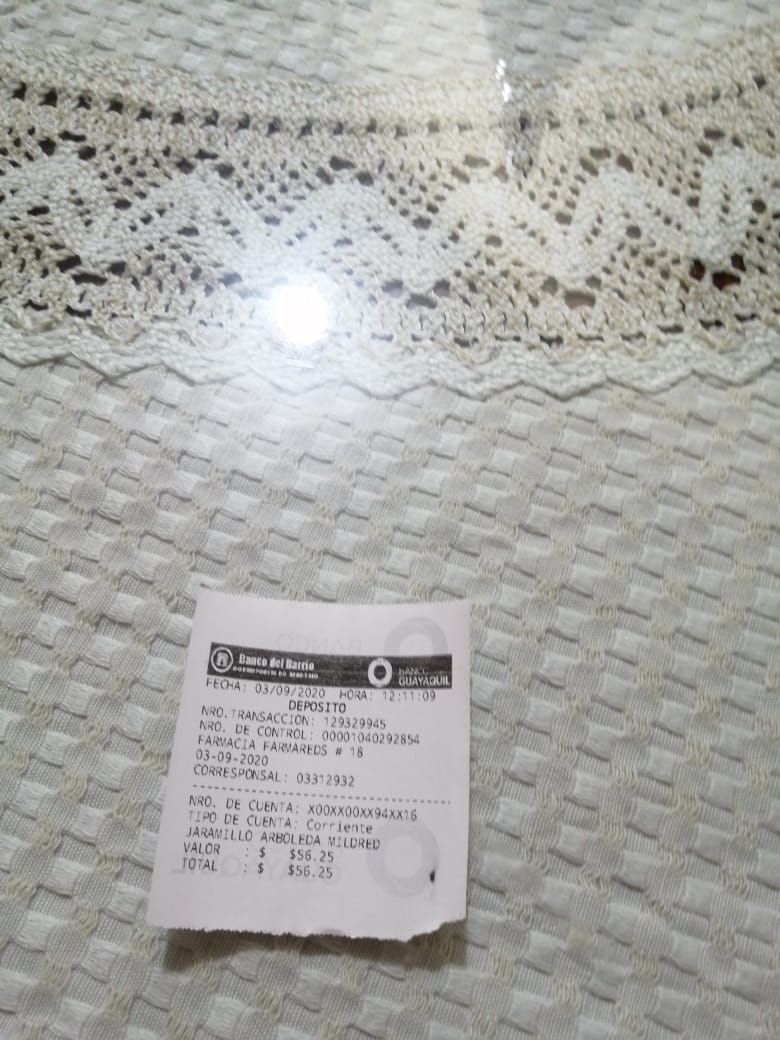 Banco del Barrio
BANCO
GUAYAQUIL
FECHA: 03/09/2020 HORA: 12:11:09
DEPOSITO
NRO.TRANSACCION: 129329945
NRO. DE CONTROL: 00001040292854
FARMACIA FARMAREDS # 18
03-09-2020
CORRESPONSAL: 03312932
NRO. DE CUENTA: X00XX00XX94XX16
TIPO DE CUENTA: Corriente
JARAMILLO ARBOLEDA MILDRED
VALOR : $ $56.25
TOTAL : $ $56.25